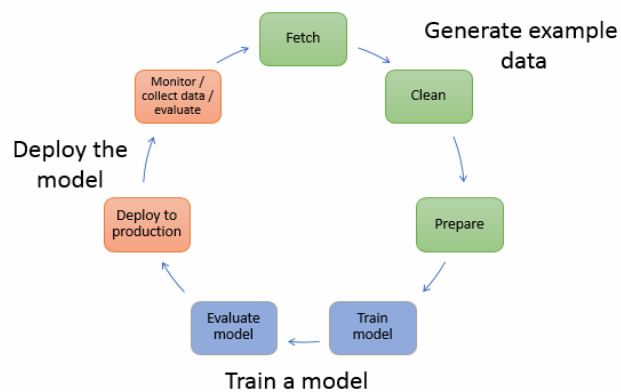 Fetch
Generate example
data
Clean
Prepare
Train
model
Train a model
Evaluate
model
Deploy to
production
Deploy the
model
Monitor /
collect data /
evaluate